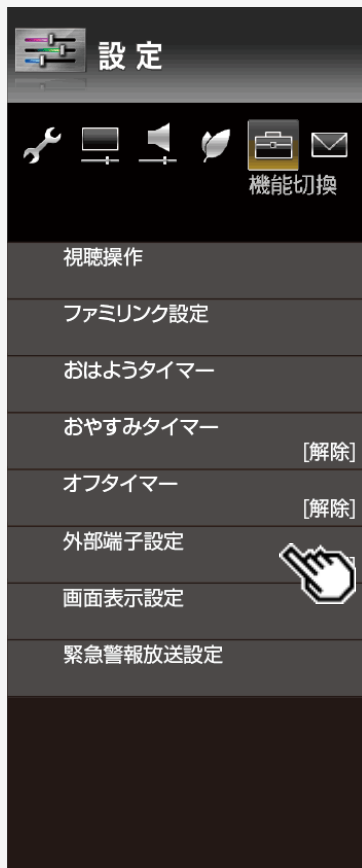 設定
機能切換
視聴操作
ファミリンク設定
おはようタイマー
おやすみタイマー
[解除]
オフタイマー
[解除]
外部端子設定
画面表示設定
緊急警報放送設定